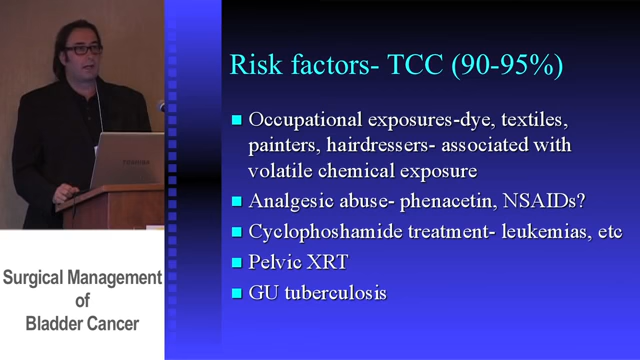 Risk factors- TCC (90-95%)
Occupational exposures-dye, textiles,
painters, hairdressers- associated with
volatile chemical exposure
Analgesic abuse- phenacetin, NSAIDs?
Cyclophoshamide treatment- leukemias, etc
Pelvic XRT
GU tuberculosis
TOSHIBA
Surgical Management
of
Bladder Cancer